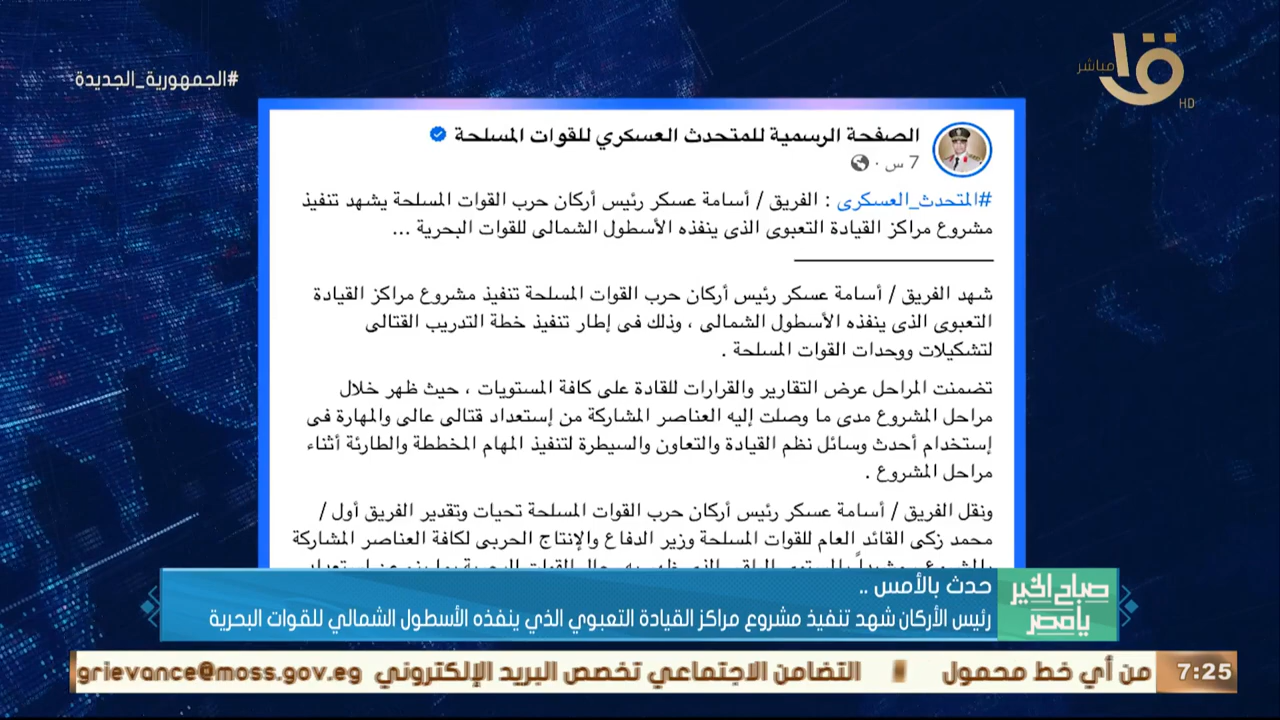 #الجمهورية_الجديدة
مباشر
HD
الصفحة الرسمية للمتحدث العسكري للقوات المسلحة
7 س ·
#المتحدث_العسكرى : الفريق / أسامة عسكر رئيس أركان حرب القوات المسلحة يشهد تنفيذ
مشروع مراكز القيادة التعبوى الذى ينفذه الأسطول الشمالى للقوات البحرية ...
شهد الفريق / أسامة عسكر رئيس أركان حرب القوات المسلحة تنفيذ مشروع مراكز القيادة
التعبوى الذى ينفذه الأسطول الشمالى ، وذلك فى إطار تنفيذ خطة التدريب القتالى
لتشكيلات ووحدات القوات المسلحة .
تضمنت المراحل عرض التقارير والقرارات للقادة على كافة المستويات ، حيث ظهر خلال
مراحل المشروع مدى ما وصلت إليه العناصر المشاركة من إستعداد قتالى عالى والمهارة فى
إستخدام أحدث وسائل نظم القيادة والتعاون والسيطرة لتنفيذ المهام المخططة والطارئة أثناء
مراحل المشروع .
ونقل الفريق / أسامة عسكر رئيس أركان حرب القوات المسلحة تحيات وتقدير الفريق أول /
محمد زكى القائد العام للقوات المسلحة وزير الدفاع والإنتاج الحربى لكافة العناصر المشاركة
صباح الخير
يا مصر
حدث بالأمس ..
رئيس الأركان شهد تنفيذ مشروع مراكز القيادة التعبوي الذي ينفذه الأسطول الشمالي للقوات البحرية
7:25
من أي خط محمول
التضامن الاجتماعي تخصص البريد الإلكتروني grievance@moss.gov.eg